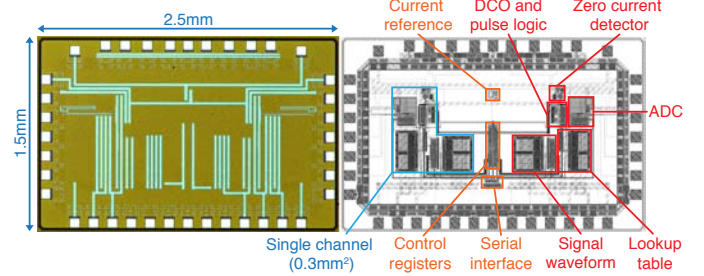 2.5mm
1.5mm
Current
reference
DCO and
pulse logic
Zero current
detector
ADC
Single channel
(0.3mm²)
Control
registers
Serial
interface
Signal
waveform
Lookup
table